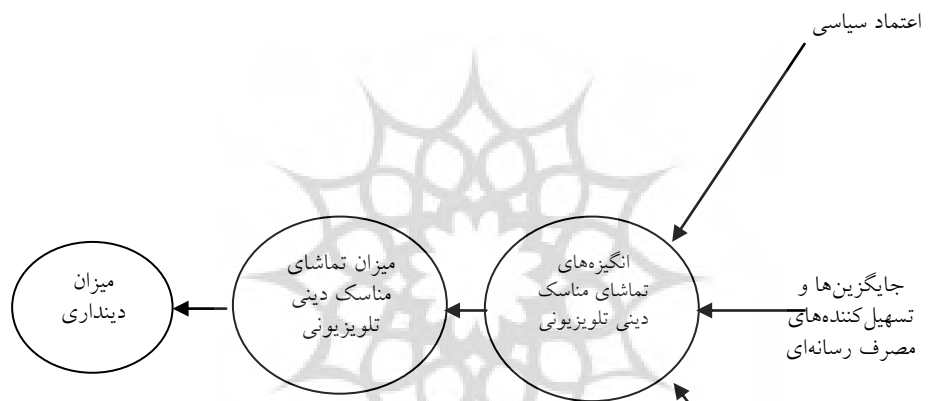 اعتماد سیاسی
جایگزین‌ها و
تسهیل‌کننده‌های
مصرف رسانه‌ای
انگیزه‌های
تماشای مناسک
دینی تلویزیونی
میزان تماشای
مناسک دینی
تلویزیونی
میزان
دینداری